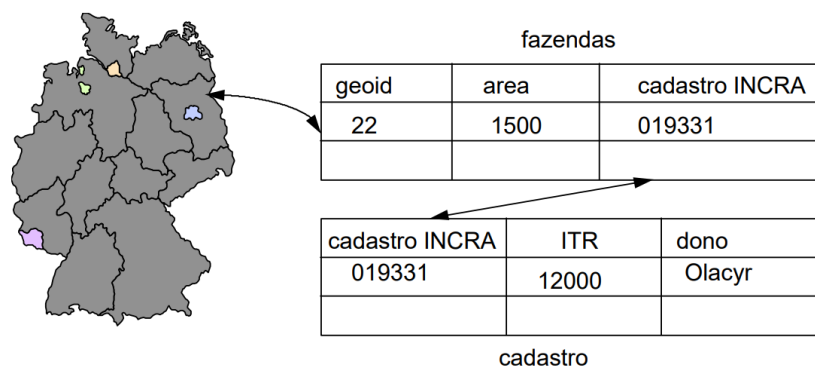 fazendas
geoid area cadastro INCRA
22 1500 019331
cadastro INCRA ITR dono
019331 12000 Olacyr
cadastro